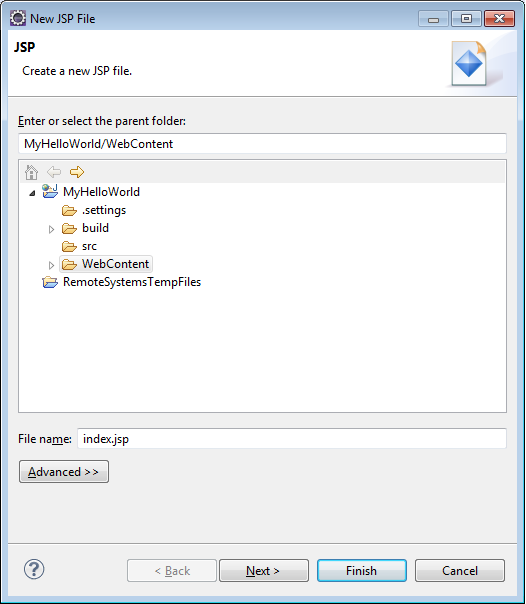 New JSP File
JSP
Create a new JSP file.
Enter or select the parent folder:
MyHelloWorld/WebContent
MyHelloWorld
.settings
build
src
WebContent
RemoteSystemsTempFiles
File name: index.jsp
Advanced >>
? < Back Next > Finish Cancel